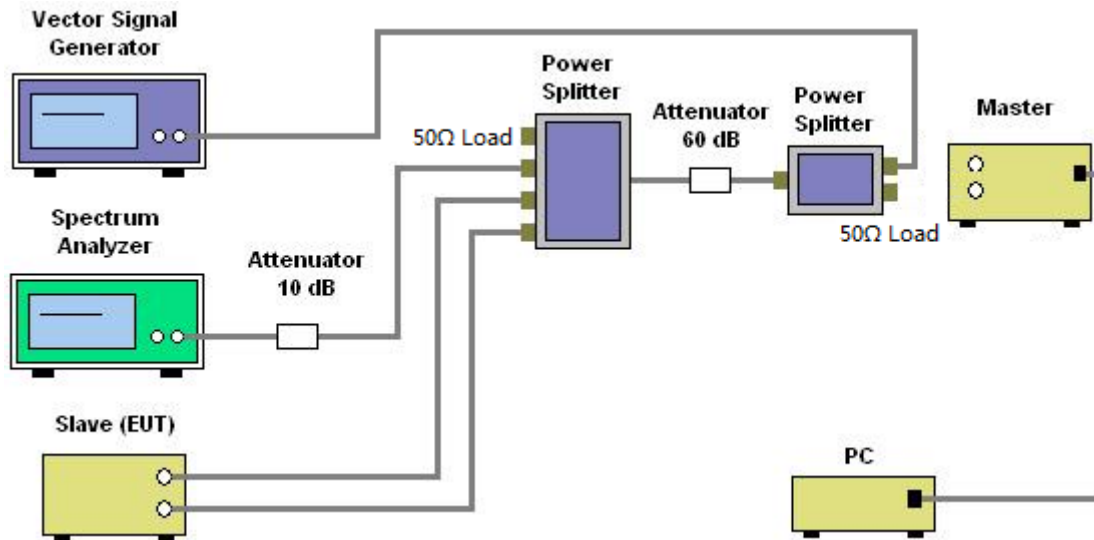 Vector Signal
Generator
Power
Splitter
50Ω Load
Attenuator
60 dB
Power
Splitter
Master
50Ω Load
Spectrum
Analyzer
Attenuator
10 dB
Slave (EUT)
PC